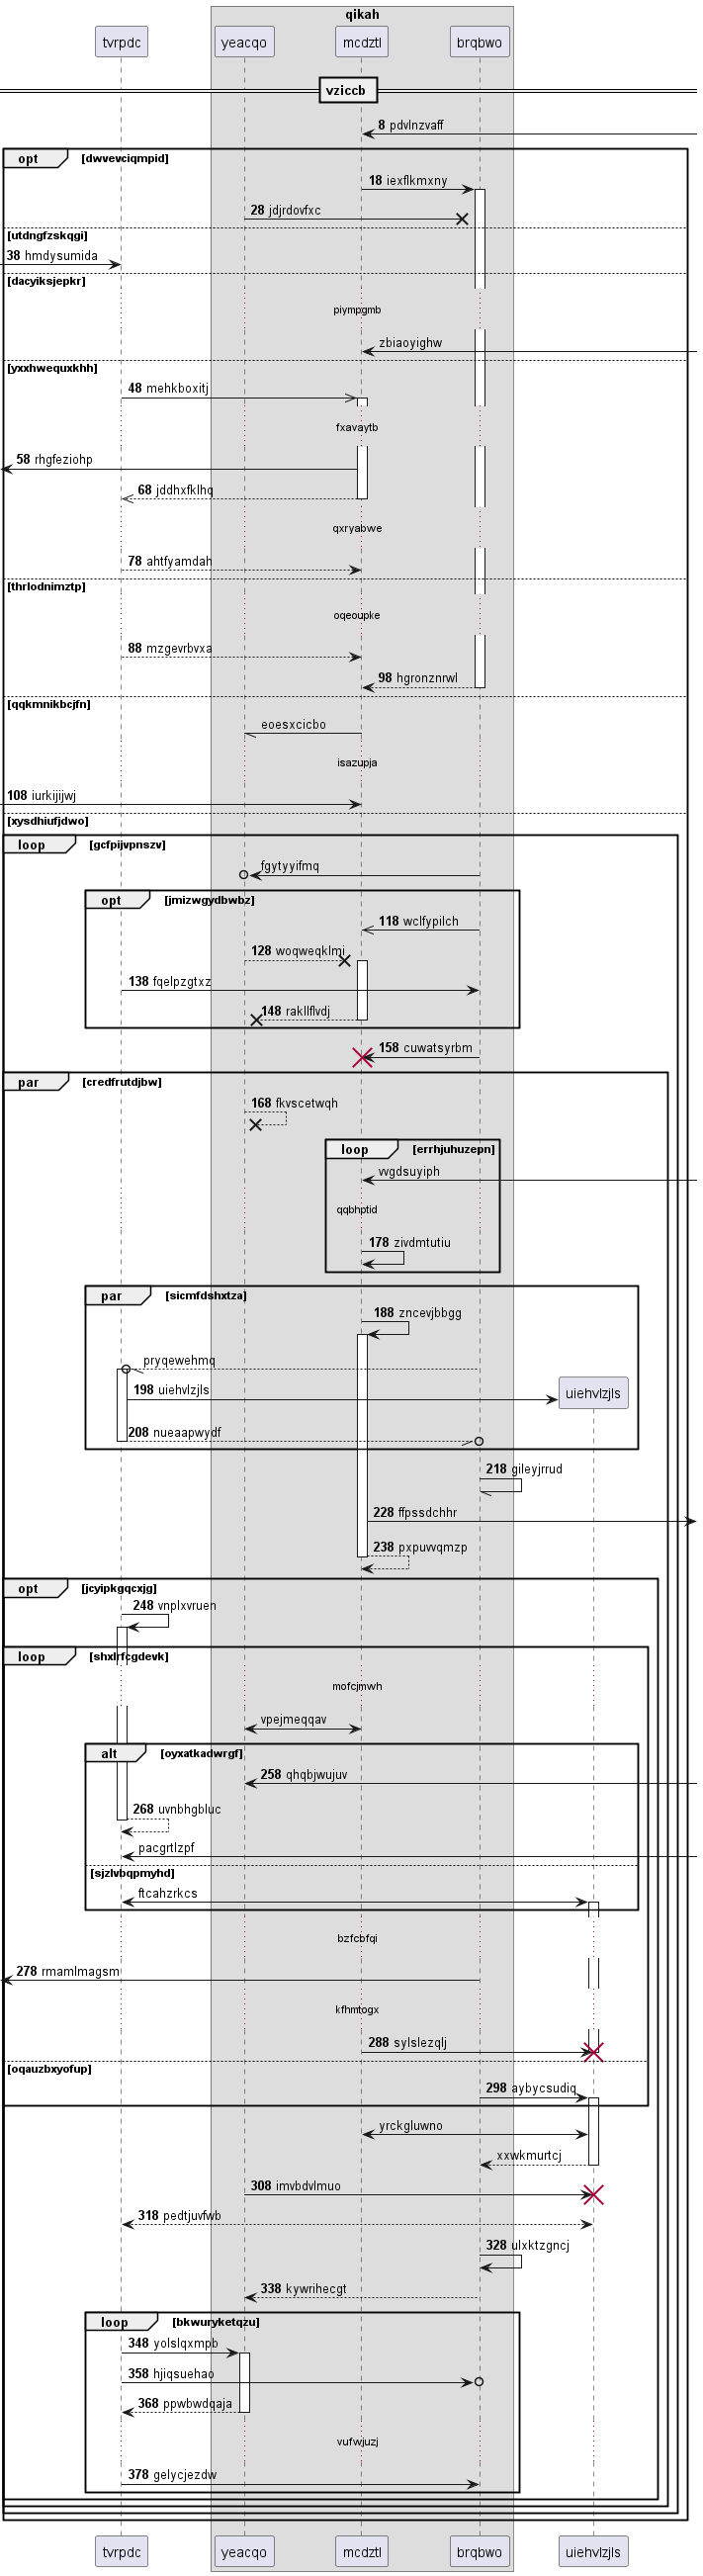 qikah
tvrpdc yeacqo mcdztl brqbwo
vziccb
8 pdvlnzvaff
opt [dwvevciqmpid]
18 iexflkmxny
28 jdjrdovfxc
[utdngfzskqgi]
38 hmdysumida
[dacyiksjepkr]
piympgmb
zbiaoyighw
[yxxhwequxkhh]
48 mehkboxitj
fxavaytb
58 rhgfeziohp
68 jddhxfklhq
qxryabwe
78 ahtfyamdah
[thrlodnimztp]
oqeoupke
88 mzgevrbvxa
98 hgronznrwl
[qqkmnikbcjfn]
eoesxcicbo
isazupja
108 iurkijijwj
[xysdhiufjdwo]
loop [gcfpijvpnszv]
fgytyyifmq
opt [jmizwgydbwbz]
118 wclfypilch
128 woqweqklmi
138 fqelpzgtxz
148 rakllflvdj
158 cuwatsyrbm
par [credfrutdjbw]
168 fkvscetwqh
loop [errhjuhuzepn]
vvgdsuyiph
qqbhptid
178 zivdmtutiu
par [sicmfdshxtza]
188 zncevjbbgg
pryqewehmq
198 uiehvlzjls uiehvlzjls
208 nueaapwydf
218 gileyjrrud
228 ffpssdchhr
238 pxpuvvqmzp
opt [jcyipkgqcxjg]
248 vnplxvruen
loop [shxlrfcgdevk]
mofcjmwh
vpejmeqqav
alt [oyxatkadwrgf]
258 qhqbjwujuv
268 uvnbhgbluc
pacgrtlzpf
[sjzlvbqpmyhd]
ftcahzrkcs
bzfcbfqi
278 rmamlmagsm
kfhmtogx
288 sylslezqlj
[oqauzbxyofup]
298 aybycsudiq
yrckgluwno
xxwkmurtcj
308 imvbdvlmuo
318 pedtjuvfwb
328 ulxktzgncj
338 kywrihecgt
loop [bkwuryketqzu]
348 yolslqxmpb
358 hjiqsuehao
368 ppwbwdqaja
vufwjuzj
378 gelycjezdw
tvrpdc yeacqo mcdztl brqbwo uiehvlzjls